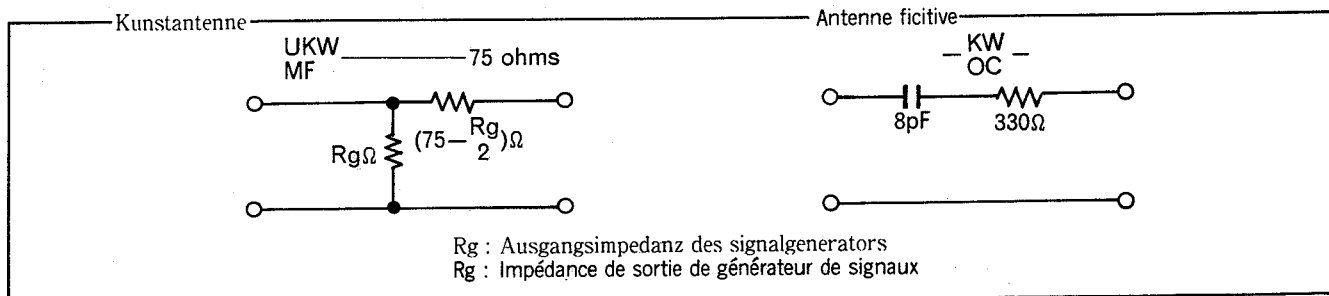 Kunstantenne
Antenne ficitive
UKW
MF
75 ohms
RgΩ
(75—Rg/2)Ω
KW
OC
8pF
330Ω
Rg : Ausgangsimpedanz des signalgenerators
Rg : Impédance de sortie de générateur de signaux